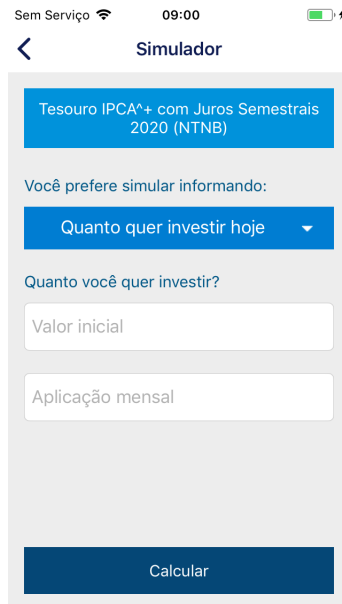 Sem Serviço 09:00
Simulador
Tesouro IPCA^+ com Juros Semestrais
2020 (NTNB)
Você prefere simular informando:
Quanto quer investir hoje
Quanto você quer investir?
Valor inicial
Aplicação mensal
Calcular